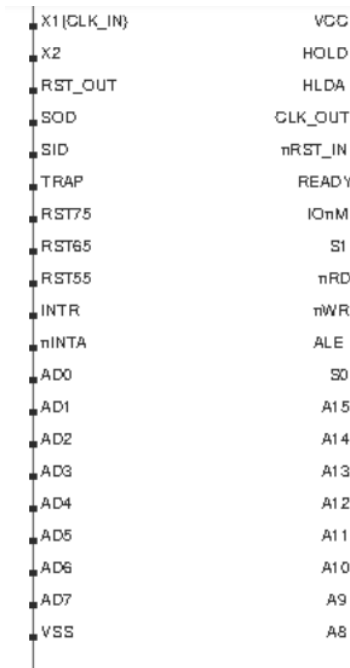 X1{CLK_IN} VCC
X2 HOLD
RST_OUT HLDA
SOD CLK_OUT
SID nRST_IN
TRAP READY
RST75 IOnM
RST65 S1
RST55 nRD
INTR nWR
nINTA ALE
AD0 S0
AD1 A15
AD2 A14
AD3 A13
AD4 A12
AD5 A11
AD6 A10
AD7 A9
VSS A8